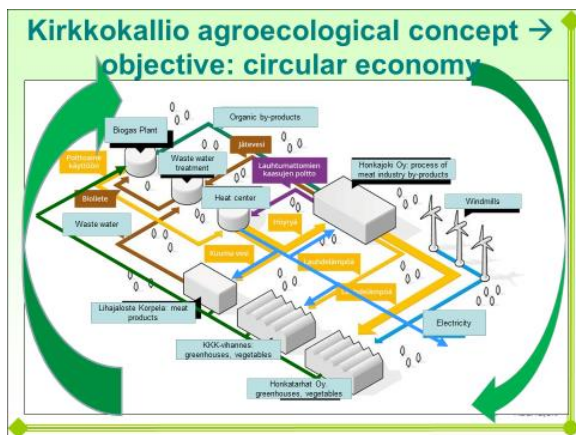 Kirkkokallio agroecological concept →
objective: circular economy
Organic by-products
Biogas Plant
Jätevesi
Polttoaine
käyttöön
Waste water
treatment
Lauhtumattomien
kaasujen poltto
Honkajoki Oy: process of
meat industry by-products
Bioliete
Heat center
Windmills
Waste water
Höyryä
Kuuma vesi
Lauhdelämpöä
Lauhdelämpöä
Lihajaloste Korpela: meat
products
Electricity
KKK-vihannes:
greenhouses, vegetables
Honkatarhat Oy:
greenhouses, vegetables